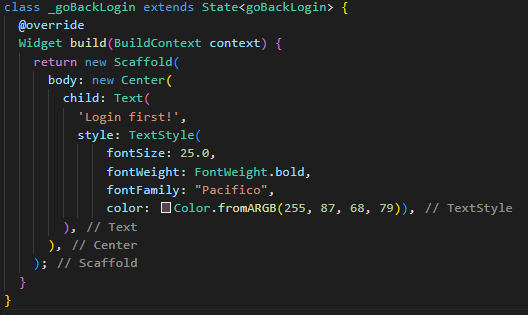 class _goBackLogin extends State<goBackLogin> {
  @override
  Widget build(BuildContext context) {
    return new Scaffold(
      body: new Center(
        child: Text(
          'Login first!',
          style: TextStyle(
              fontSize: 25.0,
              fontWeight: FontWeight.bold,
              fontFamily: "Pacifico",
              color: Color.fromARGB(255, 87, 68, 79)), // TextStyle
        ), // Text
      ), // Center
    ); // Scaffold
  }
}